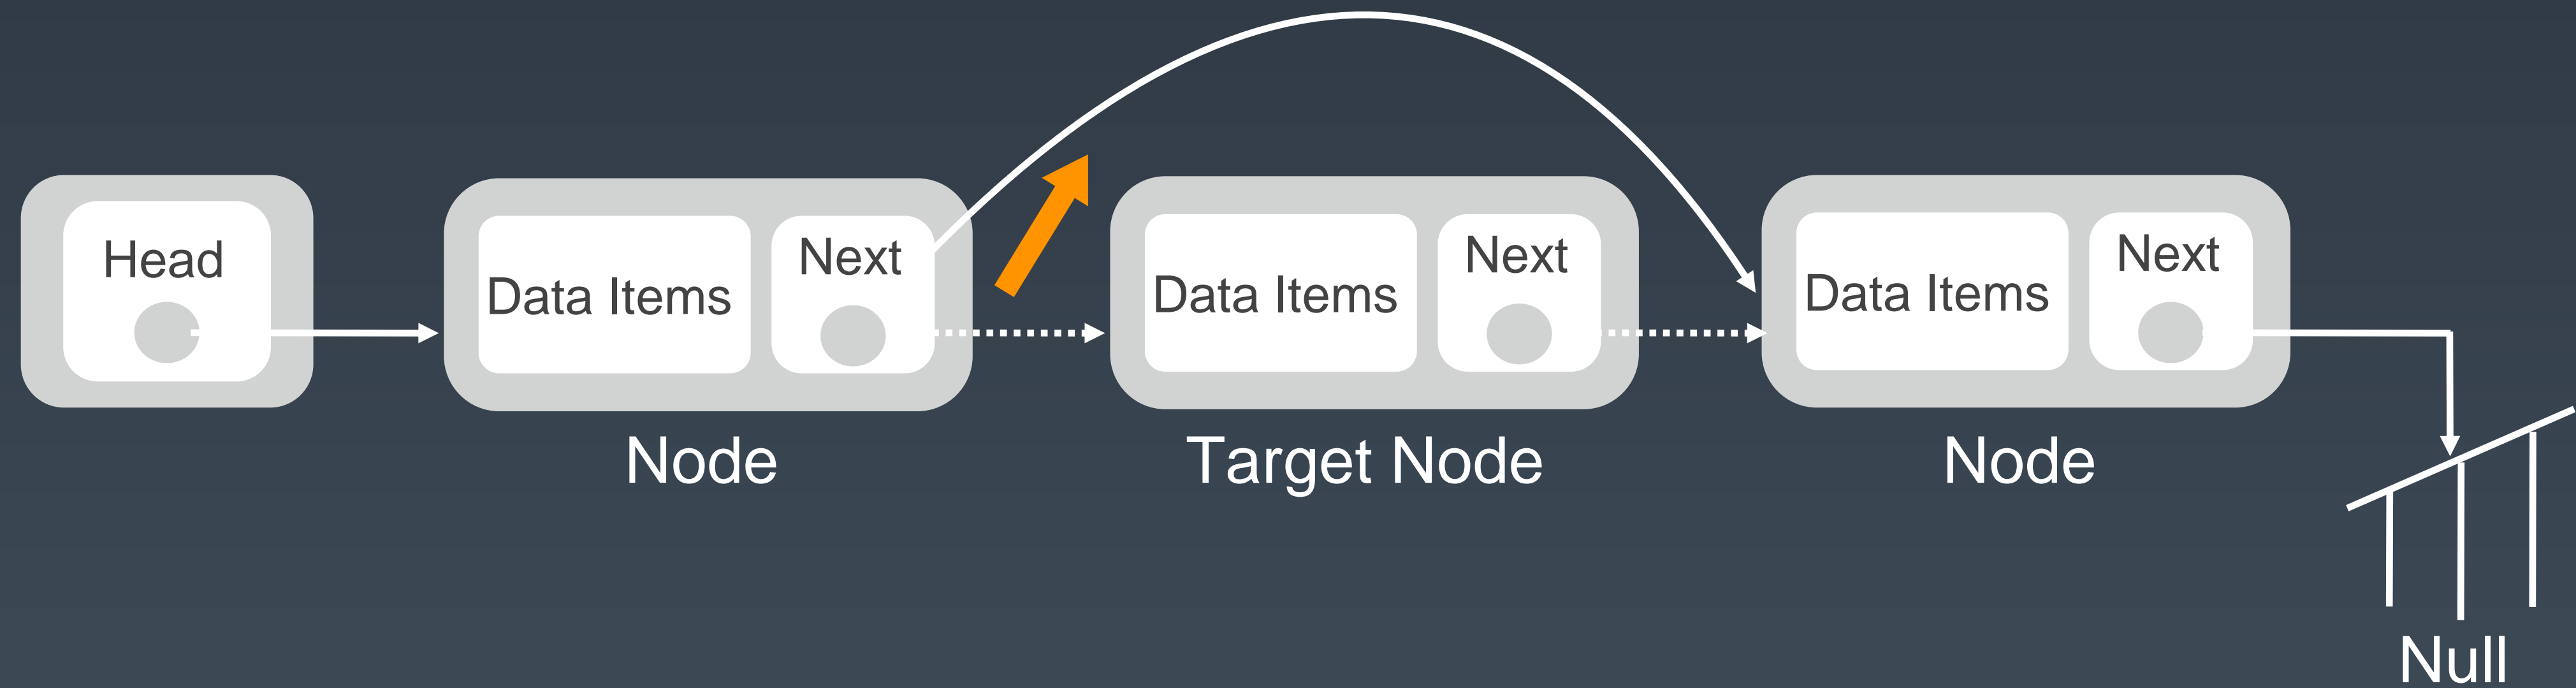 Head
Data Items
Next
Data Items
Next
Data Items
Next
Node
Target Node
Node
Null